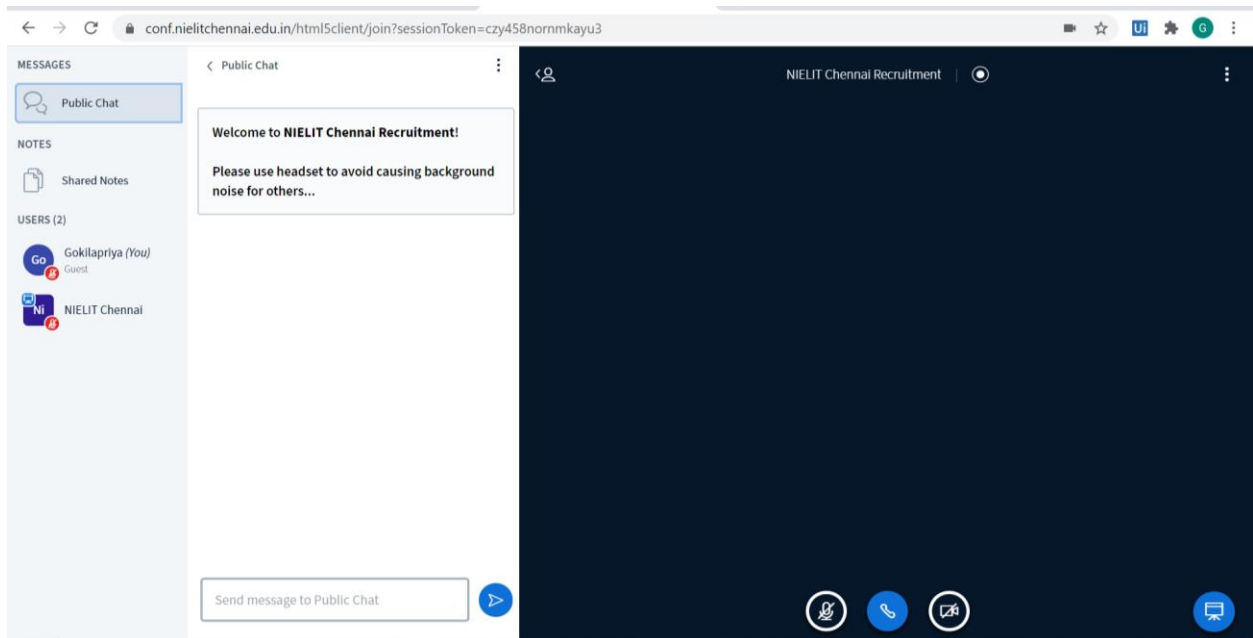 conf.nielitchennai.edu.in/html5client/join?sessionToken=czy458nornmkayu3
Ui
G
MESSAGES
Public Chat
NOTES
Shared Notes
USERS (2)
Go
Gokilapriya (You)
Guest
Ni
NIELIT Chennai
Public Chat
Welcome to NIELIT Chennai Recruitment!
Please use headset to avoid causing background
noise for others...
Send message to Public Chat
NIELIT Chennai Recruitment